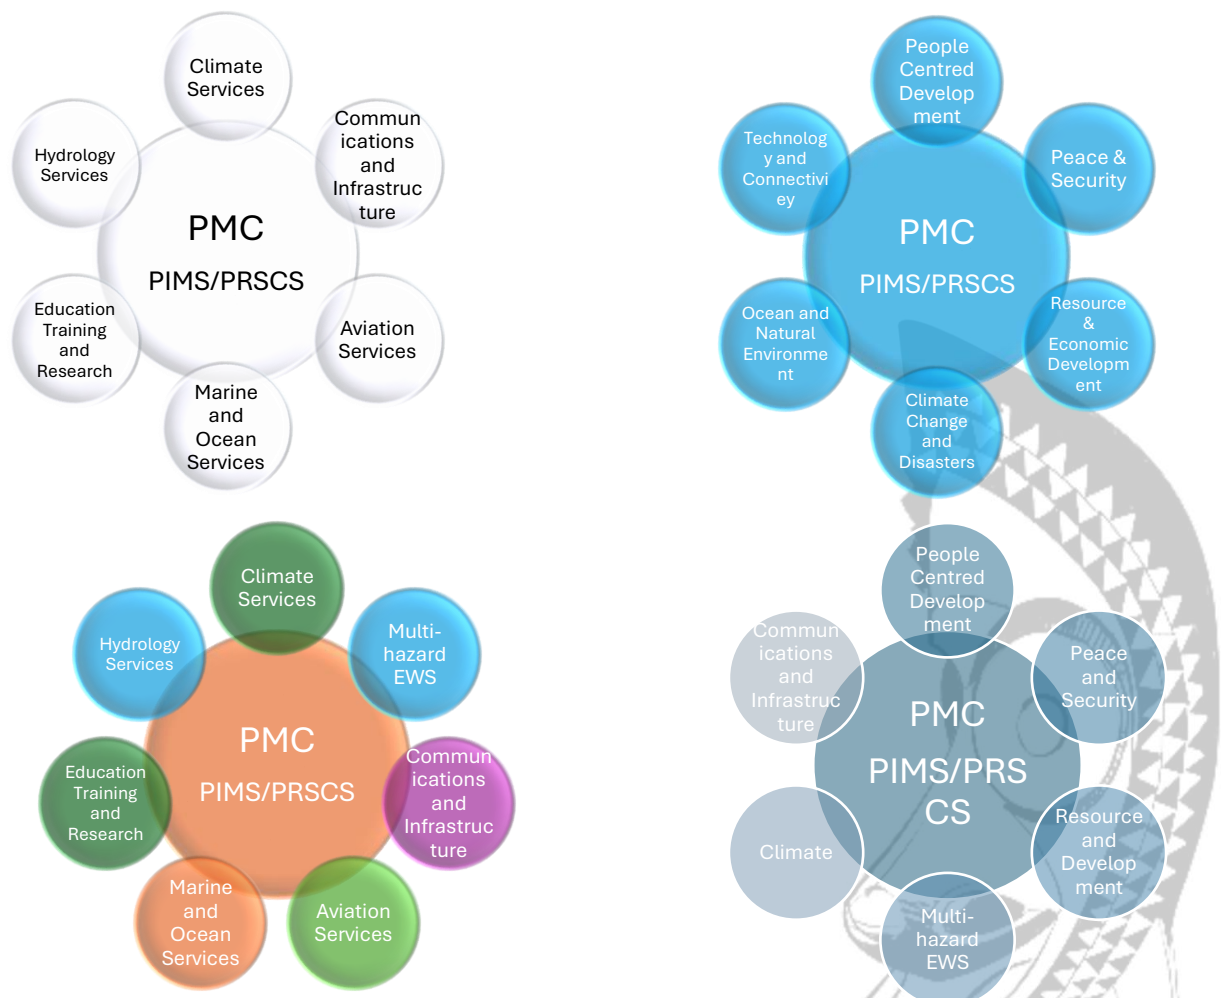 Climate
Services
Commun
ications
and
Infrastruc
ture
Aviation
Services
Marine
and
Ocean
Services
Education
Training
and
Research
Hydrology
Services
PMC
PIMS/PRSCS
People
Centred
Develop
ment
Peace &
Security
Resource
&
Economic
Developm
ent
Climate
Change
and
Disasters
Ocean and
Natural
Environme
nt
Technolog
y and
Connectivi
ey
PMC
PIMS/PRSCS
Climate
Services
Multi-
hazard
EWS
Commun
ications
and
Infrastruc
ture
Aviation
Services
Marine
and
Ocean
Services
Education
Training
and
Research
Hydrology
Services
PMC
PIMS/PRSCS
People
Centred
Develop
ment
Peace
and
Security
Resource
and
Develop
ment
Multi-
hazard
EWS
Climate
Commun
ications
and
Infrastruc
ture
PMC
PIMS/PRS
CS